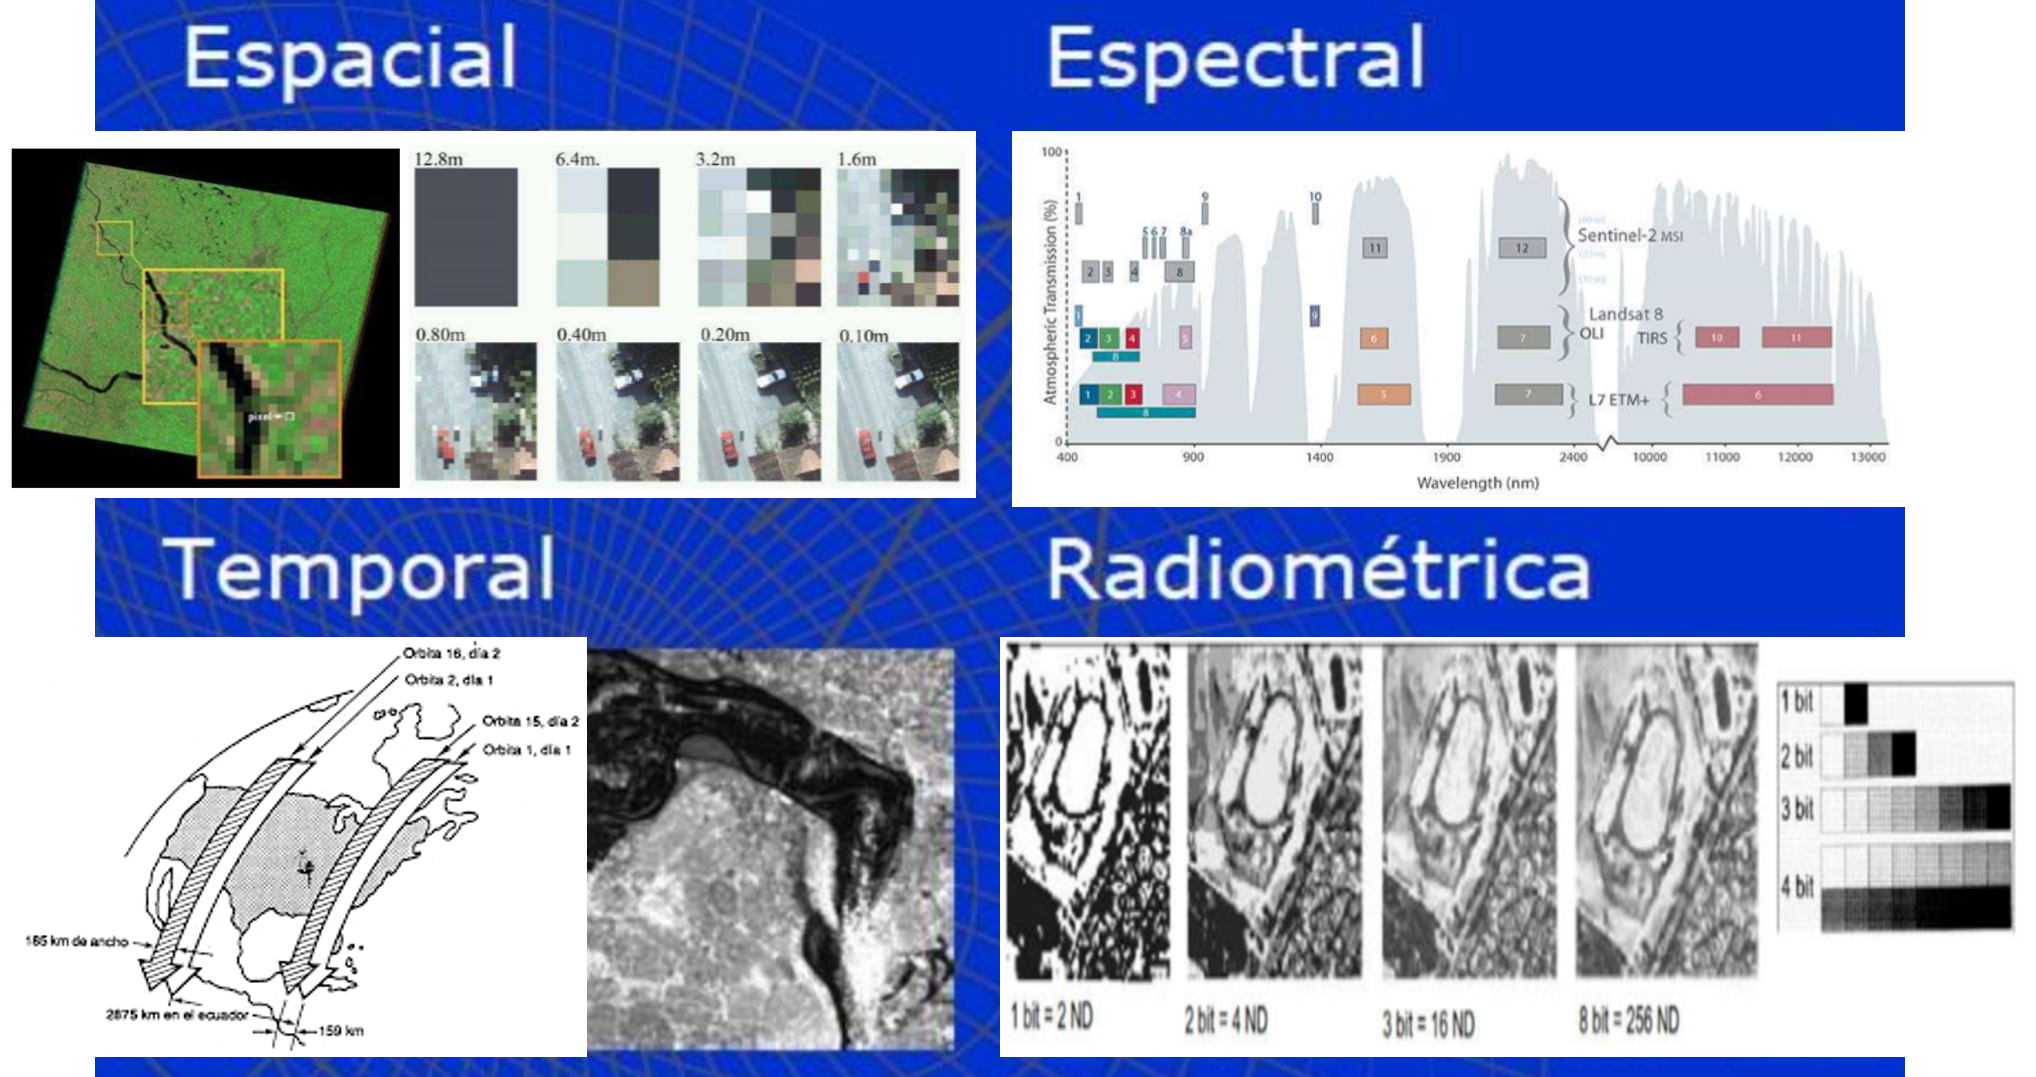 Espacial
Espectral
12.8m 6.4m. 3.2m 1.6m
0.80m 0.40m 0.20m 0.10m
pixel
Atmospheric Transmission (%)
100
0
1 9 10
5 6 7 8a
11 12
2 3 4 8
Sentinel-2 MSI
1 9
2 3 4 5 6 7
8
Landsat 8
OLI TIRS
10 11
1 2 3 4 5 7
8
L7 ETM+
6
400 900 1400 1900 2400 10000 11000 12000 13000
Wavelength (nm)
Temporal
Radiométrica
Orbita 16, día 2
Orbita 2, día 1
Orbita 15, día 2
Orbita 1, día 1
185 km de ancho
2875 km en el ecuador
159 km
1 bit = 2 ND
2 bit = 4 ND
3 bit = 16 ND
8 bit = 256 ND
1 bit
2 bit
3 bit
4 bit